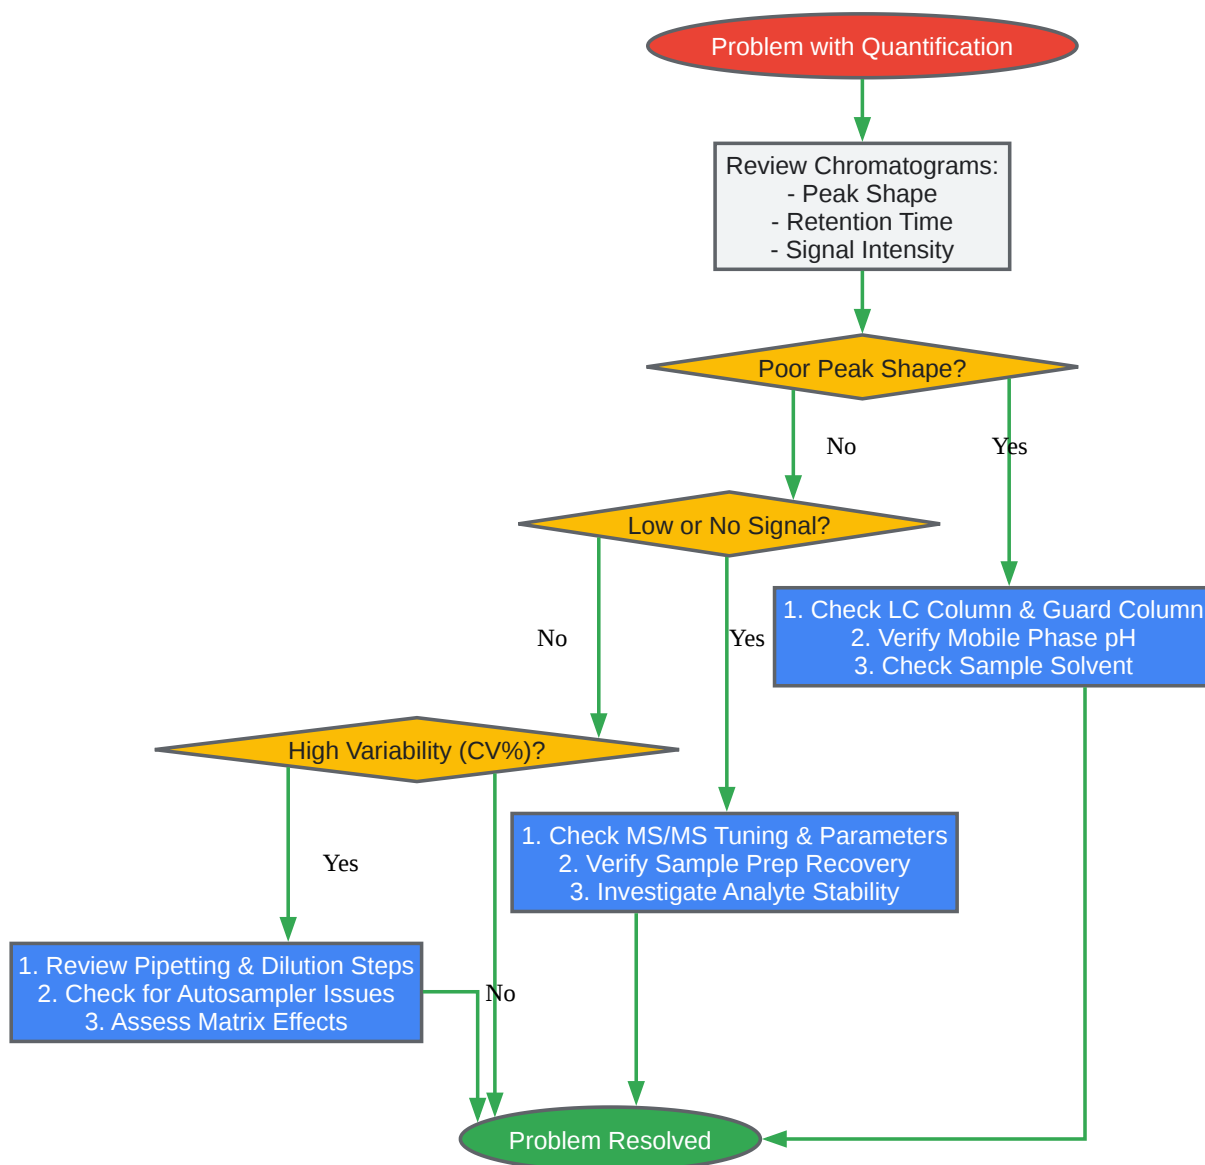 Problem with Quantification
Review Chromatograms:
- Peak Shape
- Retention Time
- Signal Intensity
Poor Peak Shape?
No
Yes
Low or No Signal?
1. Check LC Column & Guard Column
2. Verify Mobile Phase pH
3. Check Sample Solvent
No
Yes
High Variability (CV%)?
1. Check MS/MS Tuning & Parameters
2. Verify Sample Prep Recovery
3. Investigate Analyte Stability
Yes
1. Review Pipetting & Dilution Steps
2. Check for Autosampler Issues
3. Assess Matrix Effects
No
Problem Resolved